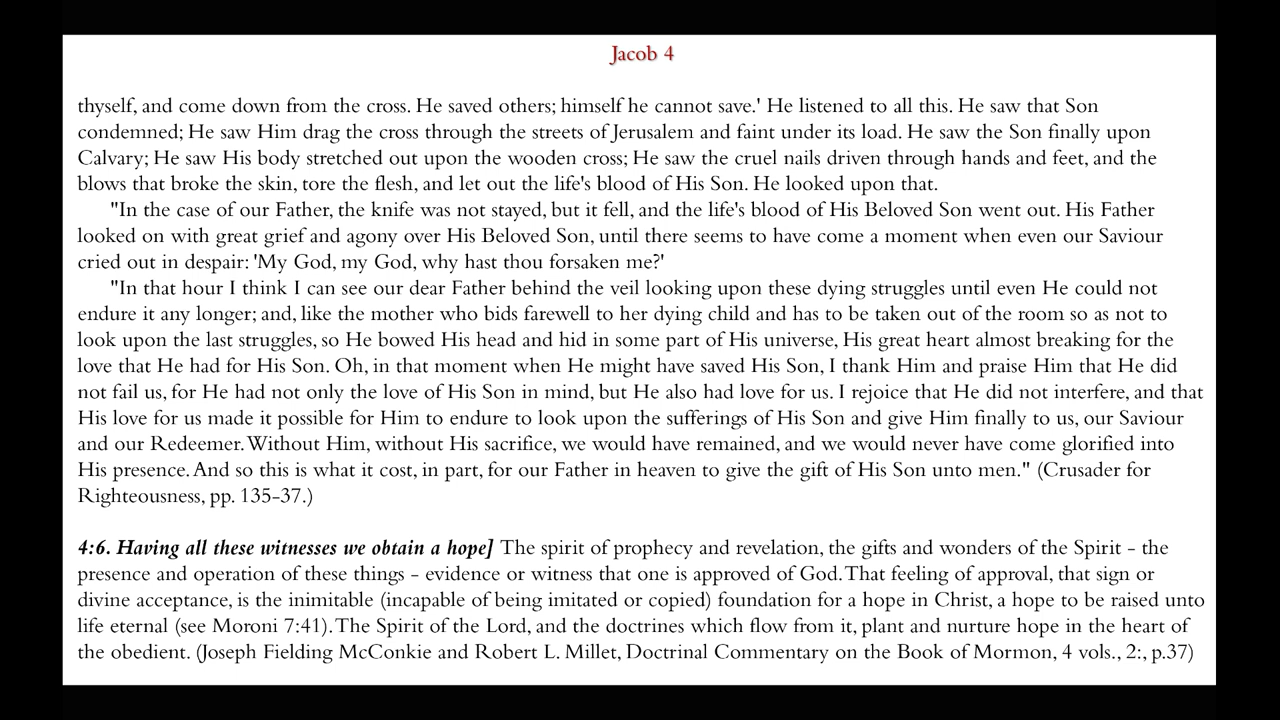 Jacob 4
thyself, and come down from the cross. He saved others; himself he cannot save.' He listened to all this. He saw that Son
condemned; He saw Him drag the cross through the streets of Jerusalem and faint under its load. He saw the Son finally upon
Calvary; He saw His body stretched out upon the wooden cross; He saw the cruel nails driven through hands and feet, and the
blows that broke the skin, tore the flesh, and let out the life's blood of His Son. He looked upon that.
"In the case of our Father, the knife was not stayed, but it fell, and the life's blood of His Beloved Son went out. His Father
looked on with great grief and agony over His Beloved Son, until there seems to have come a moment when even our Saviour
cried out in despair: 'My God, my God, why hast thou forsaken me?'
"In that hour I think I can see our dear Father behind the veil looking upon these dying struggles until even He could not
endure it any longer; and, like the mother who bids farewell to her dying child and has to be taken out of the room so as not to
look upon the last struggles, so He bowed His head and hid in some part of His universe, His great heart almost breaking for the
love that He had for His Son. Oh, in that moment when He might have saved His Son, I thank Him and praise Him that He did
not fail us, for He had not only the love of His Son in mind, but He also had love for us. I rejoice that He did not interfere, and that
His love for us made it possible for Him to endure to look upon the sufferings of His Son and give Him finally to us, our Saviour
and our Redeemer. Without Him, without His sacrifice, we would have remained, and we would never have come glorified into
His presence. And so this is what it cost, in part, for our Father in heaven to give the gift of His Son unto men." (Crusader for
Righteousness, pp. 135-37.)
4:6. Having all these witnesses we obtain a hope] The spirit of prophecy and revelation, the gifts and wonders of the Spirit - the
presence and operation of these things - evidence or witness that one is approved of God. That feeling of approval, that sign or
divine acceptance, is the inimitable (incapable of being imitated or copied) foundation for a hope in Christ, a hope to be raised unto
life eternal (see Moroni 7:41). The Spirit of the Lord, and the doctrines which flow from it, plant and nurture hope in the heart of
the obedient. (Joseph Fielding McConkie and Robert L. Millet, Doctrinal Commentary on the Book of Mormon, 4 vols., 2:, p.37)